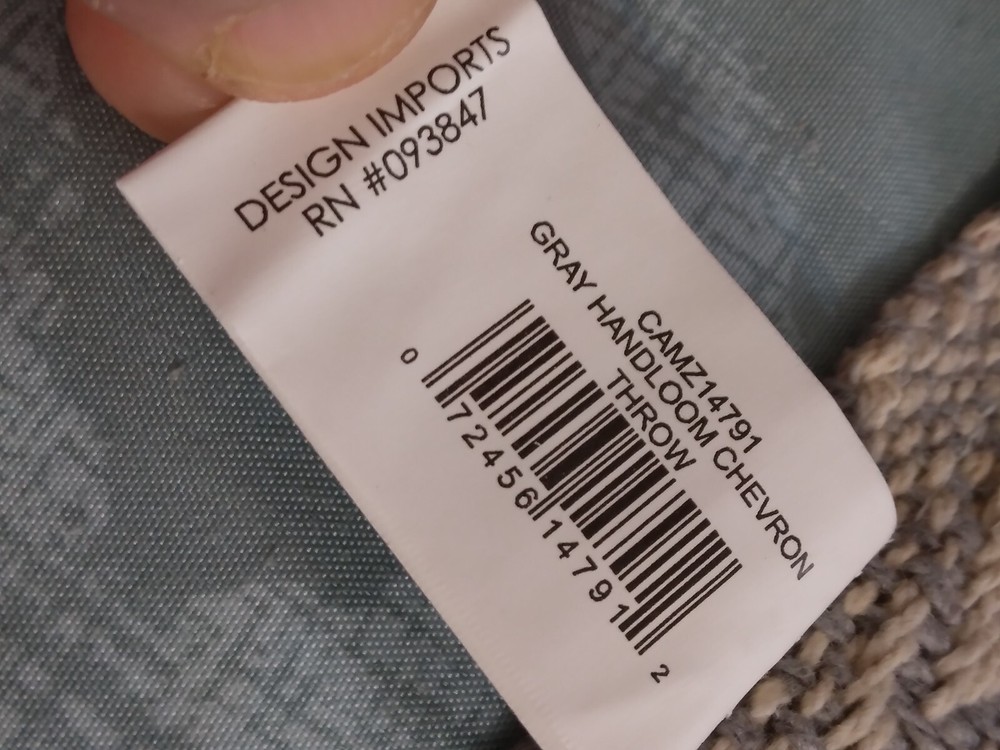 DESIGN IMPORTS
RN #093847
CAMZ14791
GRAY HANDLOOM CHEVRON
THROW
0 72456 14791 2